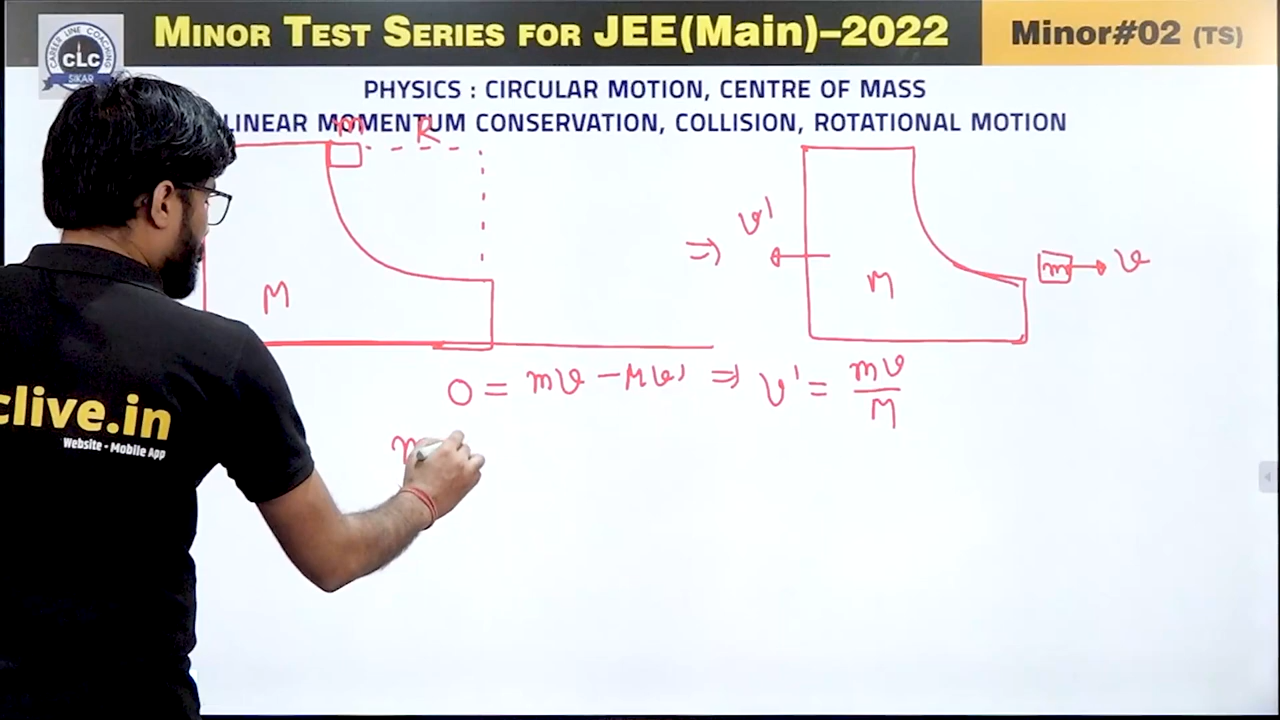 MINOR TEST SERIES FOR JEE(Main)–2022
Minor#02 (TS)
CAREER LINE COACHING
CLC
SIKAR
PHYSICS : CIRCULAR MOTION, CENTRE OF MASS
LINEAR MOMENTUM CONSERVATION, COLLISION, ROTATIONAL MOTION
m R
M
⇒ v' M m v
0 = mv - Mv' ⇒ v' = mv/M
m
clive.in
Website - Mobile App